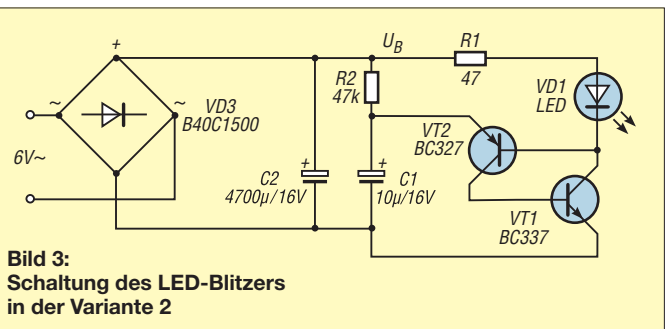 +
U_B
R1
47
R2
47k
VD1
LED
~
~
VD3
B40C1500
VT2
BC327
6V~
+
C2
4700µ/16V
+
C1
10µ/16V
VT1
BC337
Bild 3:
Schaltung des LED-Blitzers
in der Variante 2